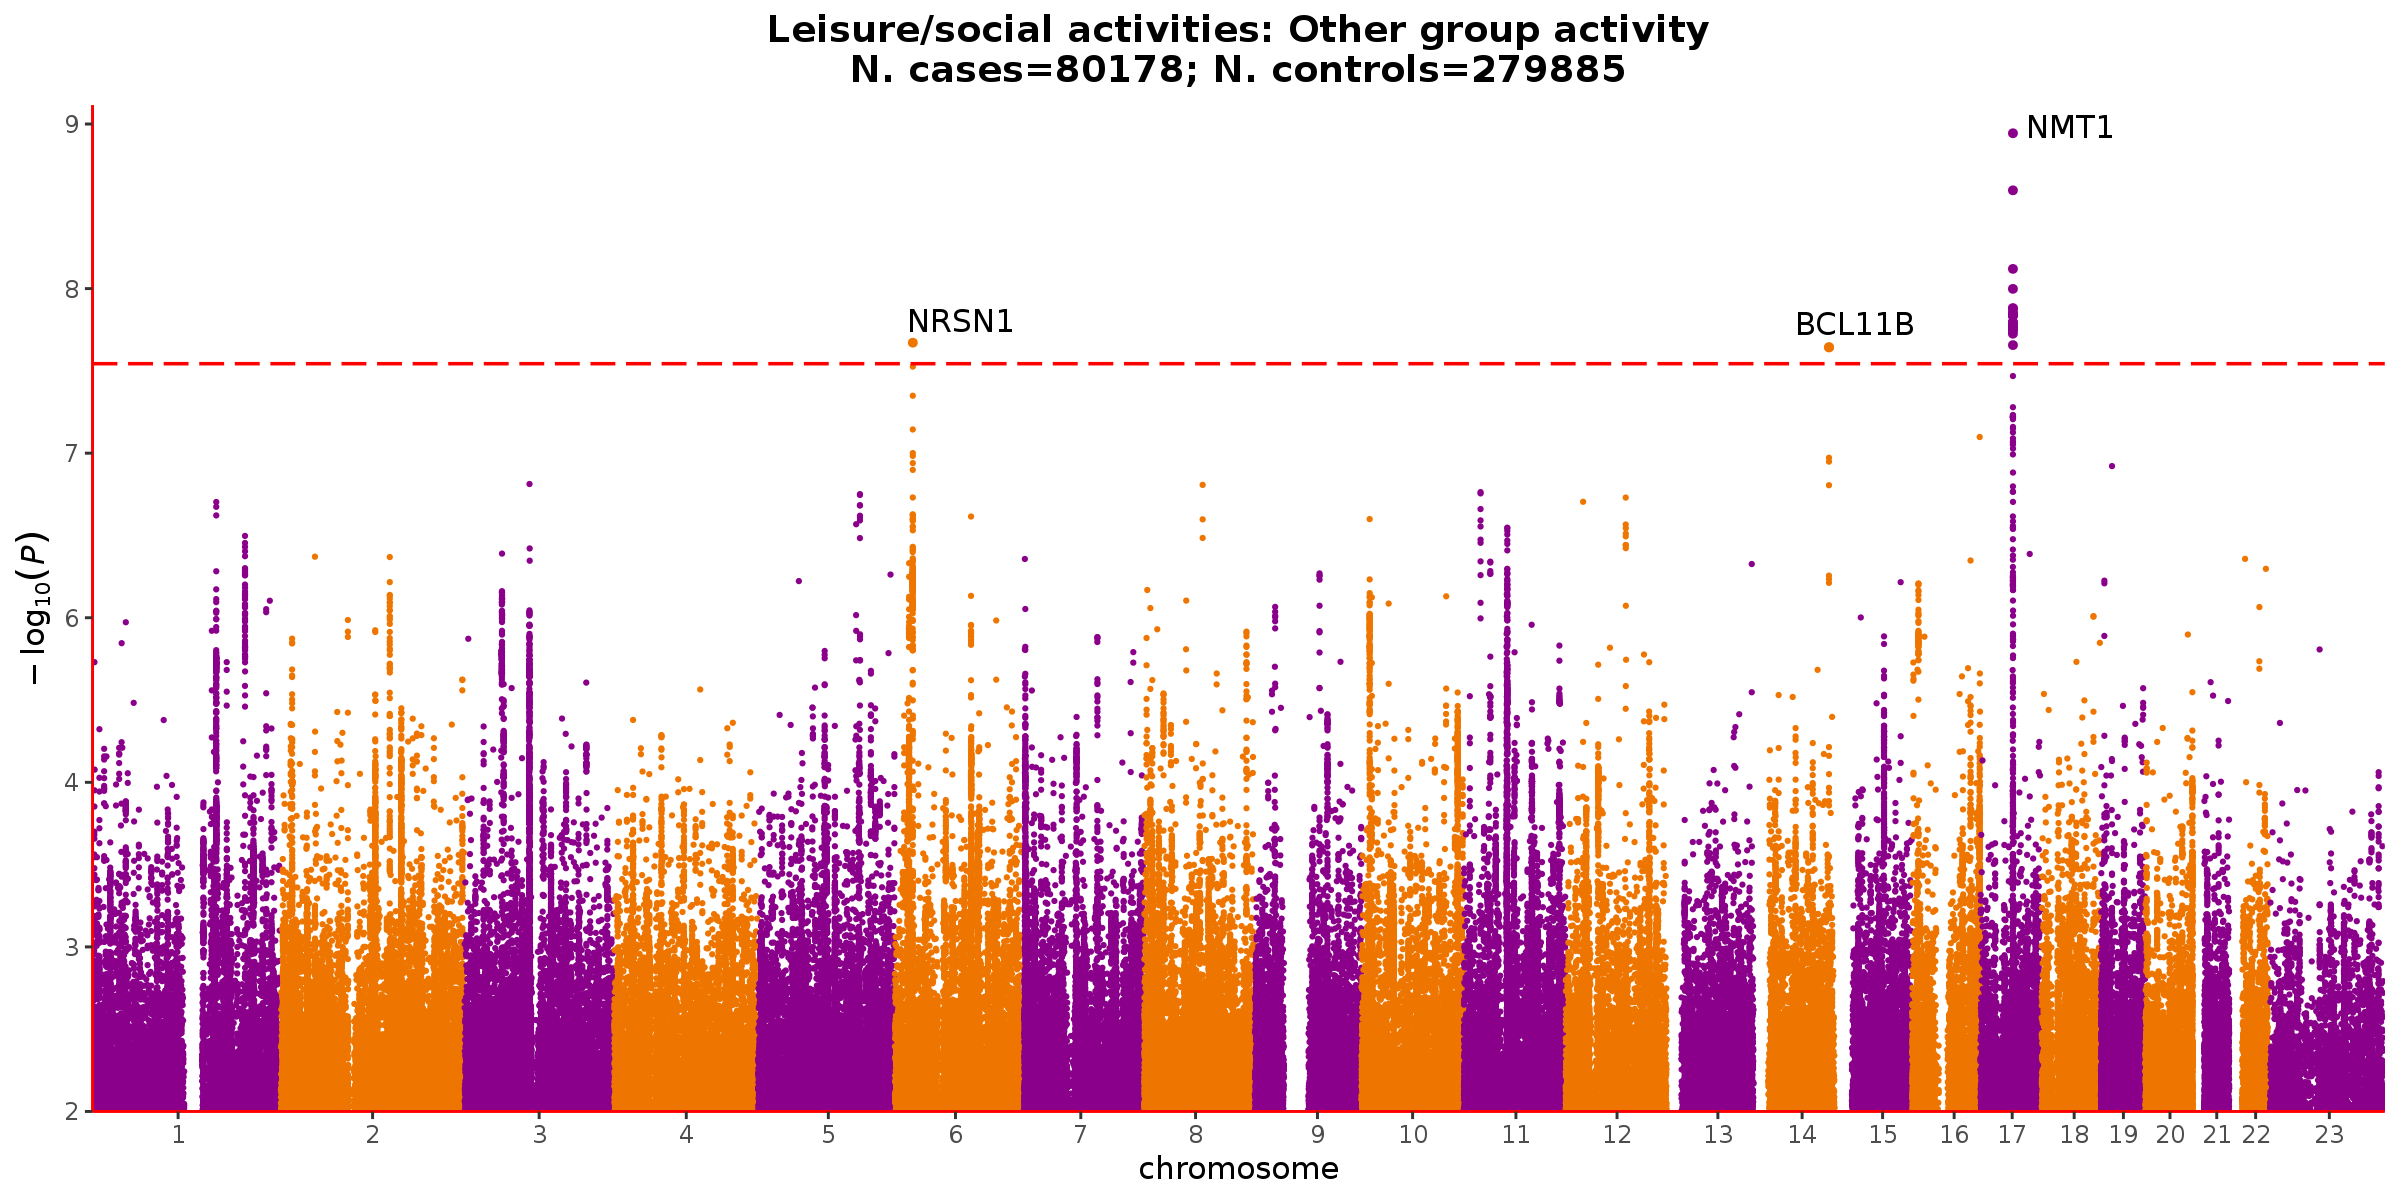 Leisure/social activities: Other group activity
N. cases=80178; N. controls=279885
9
8
7
6
5
4
3
2
−log10(P)
NMT1
NRSN1
BCL11B
1 2 3 4 5 6 7 8 9 10 11 12 13 14 15 16 17 18 19 20 21 22 23
chromosome